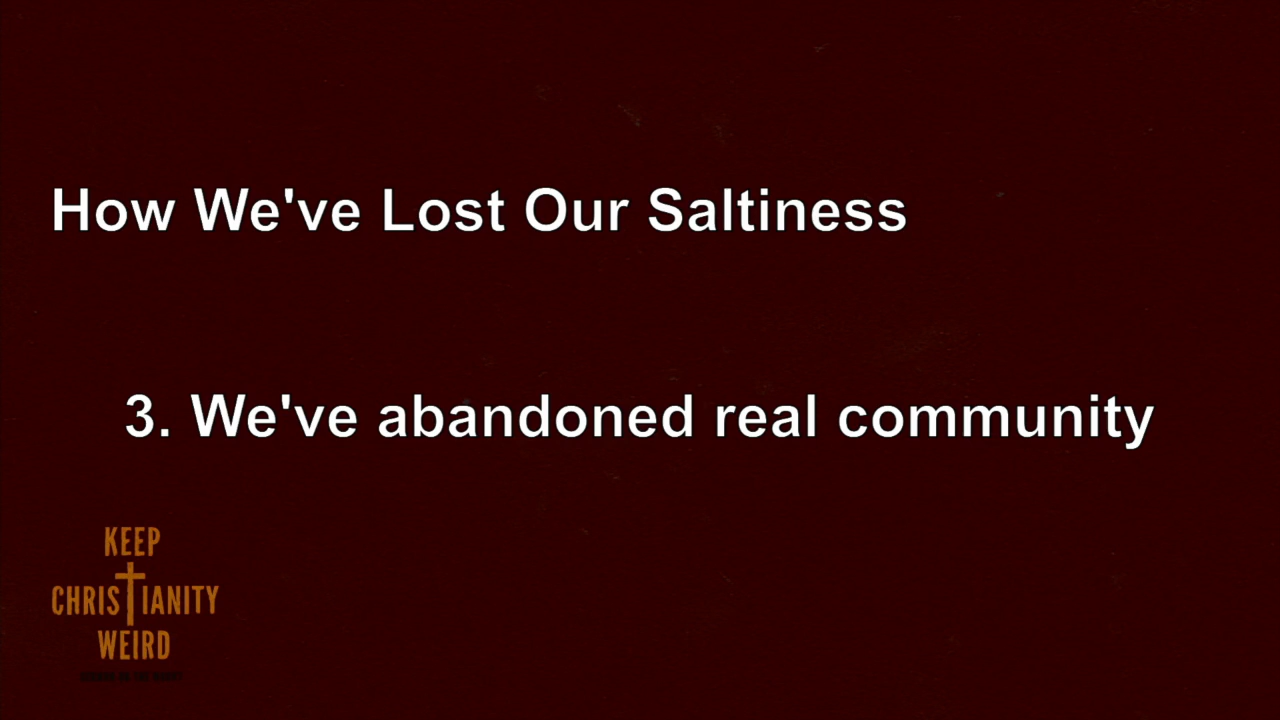 How We've Lost Our Saltiness
3. We've abandoned real community
KEEP
CHRISTIANITY
WEIRD